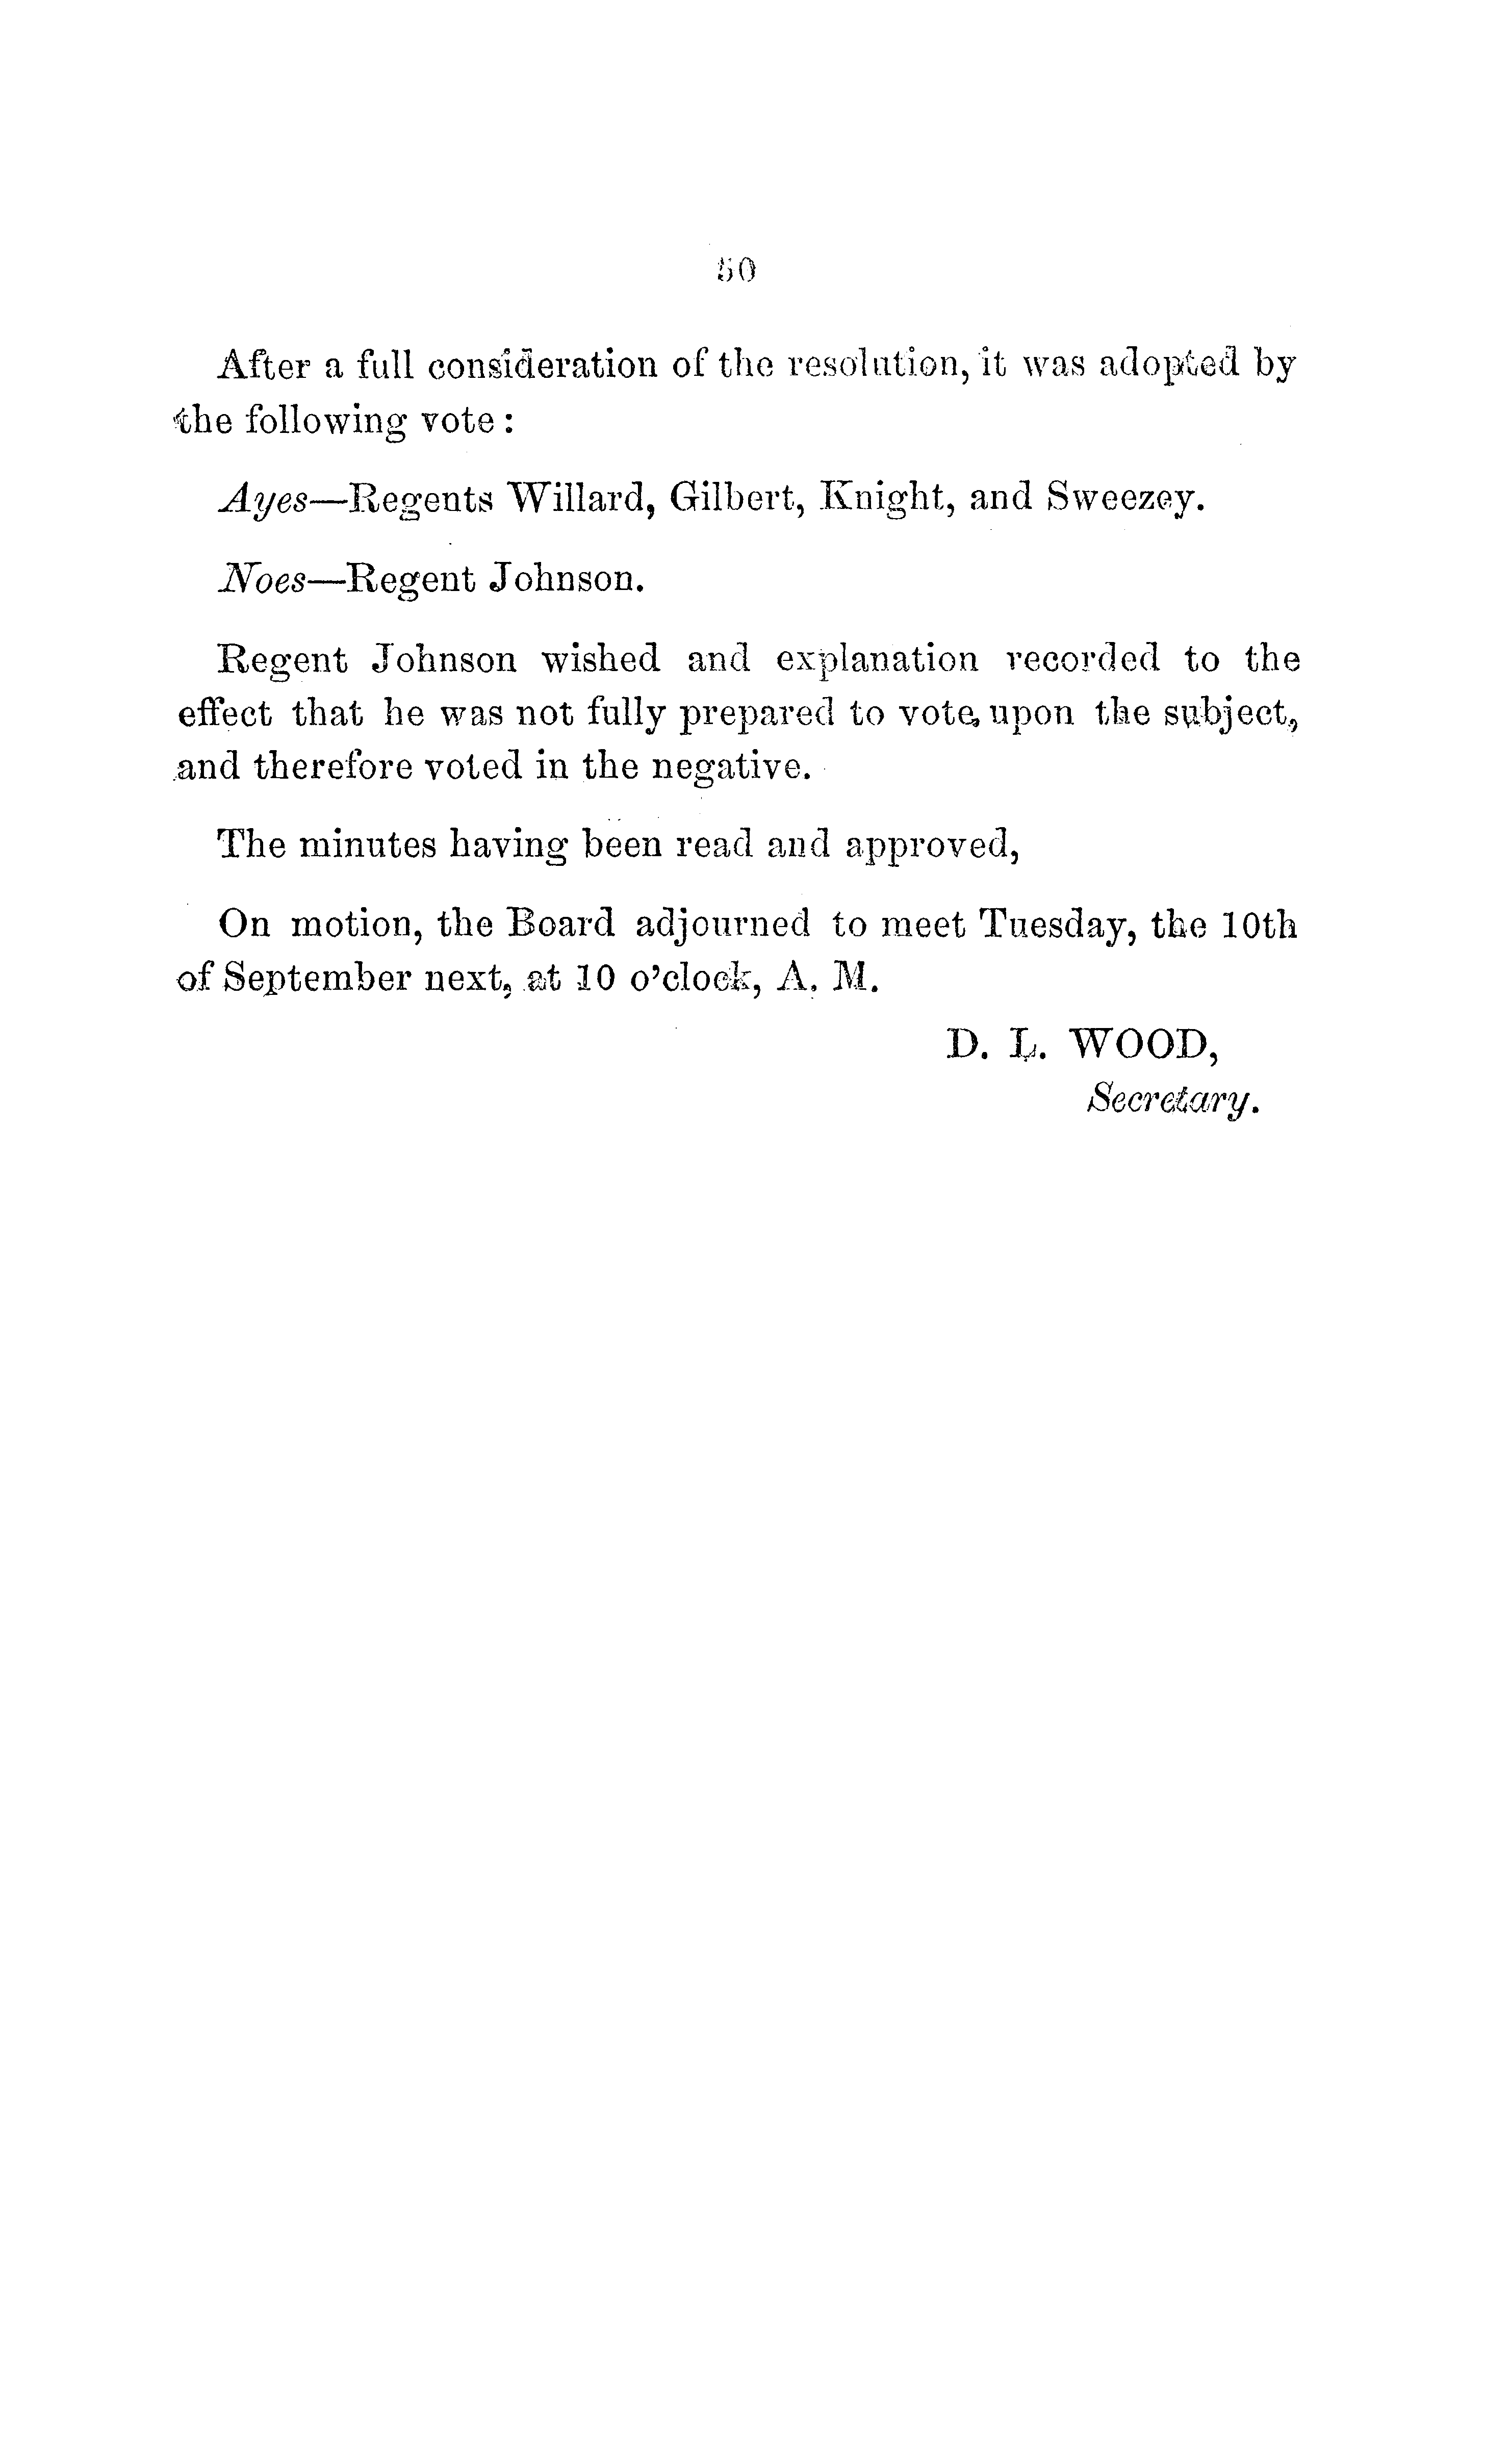 50
After a full consideration of the resolution, it was adopted by
the following vote:
Ayes—Regents Willard, Gilbert, Knight, and Sweezey.
Noes—Regent Johnson.
Regent Johnson wished and explanation recorded to the
effect that he was not fully prepared to vote upon the subject,
and therefore voted in the negative.
The minutes having been read and approved,
On motion, the Board adjourned to meet Tuesday, the 10th
of September next, at 10 o'clock, A. M.
D. L. WOOD,
Secretary.